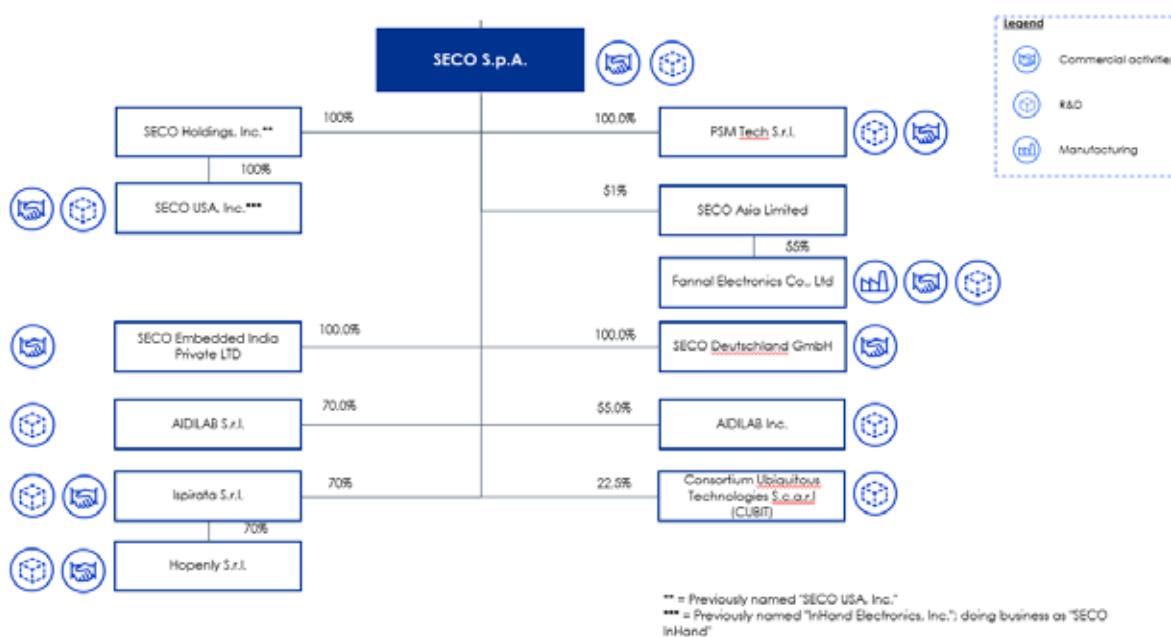 SECO S.p.A.
Legend
Commercial activitie
R&D
Manufacturing
SECO Holdings, Inc.**
100%
100.0%
PSM Tech S.r.l.
100%
SECO USA, Inc.***
51%
SECO Asia Limited
55%
Fannal Electronics Co., Ltd
SECO Embedded India
Private LTD
100.0%
100.0%
SECO Deutschland GmbH
AIDILAB S.r.l.
70.0%
55.0%
AIDILAB Inc.
Ispirata S.r.l.
70%
22.5%
Consortium Ubiquitous
Technologies S.c.a.r.l
(CUBIT)
70%
Hopenly S.r.l.
** = Previously named "SECO USA, Inc."
*** = Previously named "InHand Electronics, Inc."; doing business as "SECO
InHand"